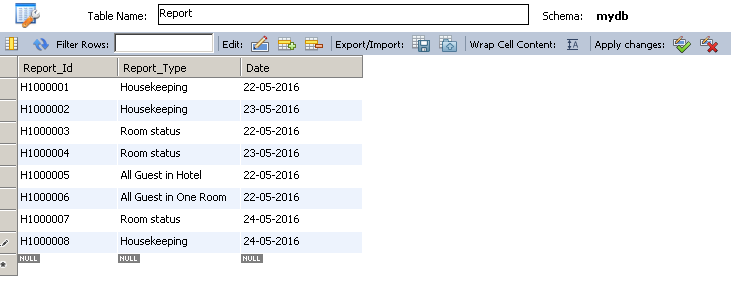 Table Name: Report Schema: mydb
Filter Rows: Edit: Export/Import: Wrap Cell Content: Apply changes:
Report_Id Report_Type Date
H1000001 Housekeeping 22-05-2016
H1000002 Housekeeping 23-05-2016
H1000003 Room status 22-05-2016
H1000004 Room status 23-05-2016
H1000005 All Guest in Hotel 22-05-2016
H1000006 All Guest in One Room 22-05-2016
H1000007 Room status 24-05-2016
H1000008 Housekeeping 24-05-2016
NULL NULL NULL